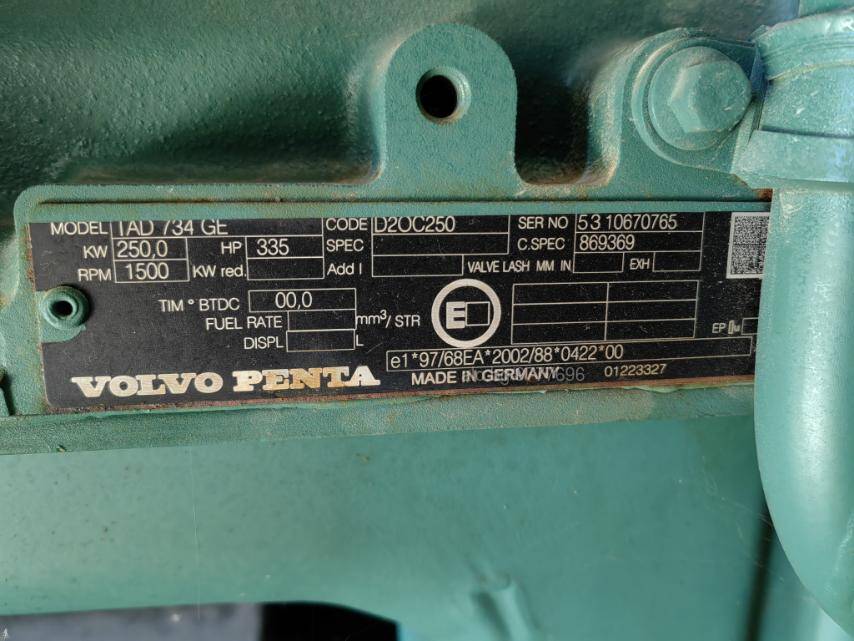 MODEL TAD 734 GE CODE D2OC250 SER NO 5310670765
KW 250,0 HP 335 SPEC C.SPEC 869369
RPM 1500 KW red. Add I VALVE LASH MM IN EXH
TIM ° BTDC 00,0
FUEL RATE mm³/STR E EP
DISPL L
e1*97/68EA*2002/88*0422*00
VOLVO PENTA MADE IN GERMANY 01223327